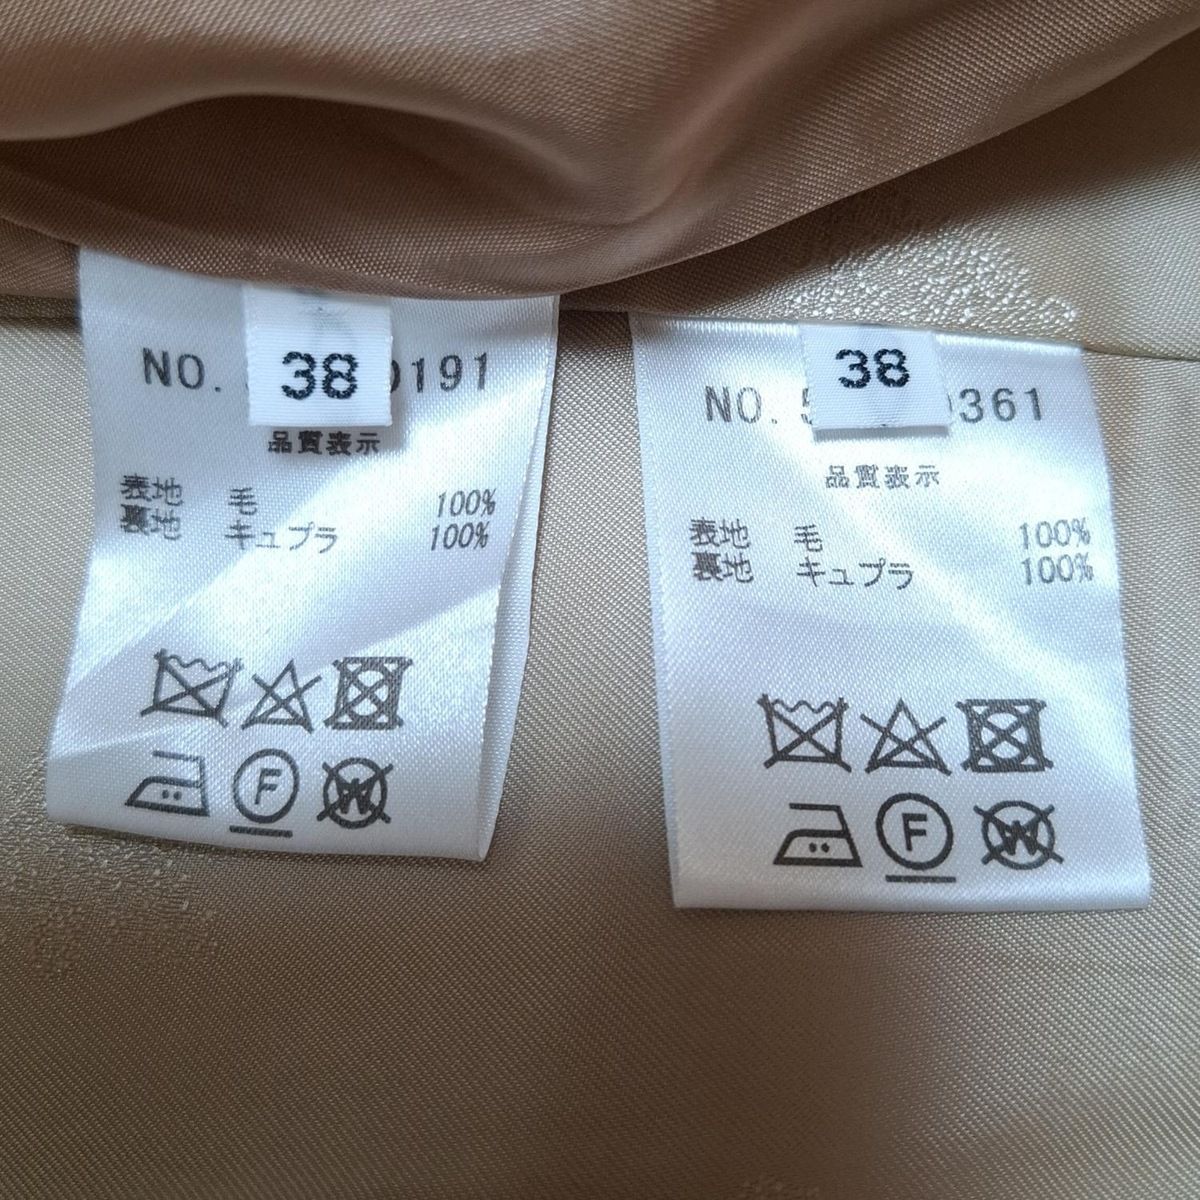 38
NO. 0191
品質表示
表地 毛 100%
裏地 キュプラ 100%
F
W
38
NO. 5 0361
品質表示
表地 毛 100%
裏地 キュプラ 100%
F
W